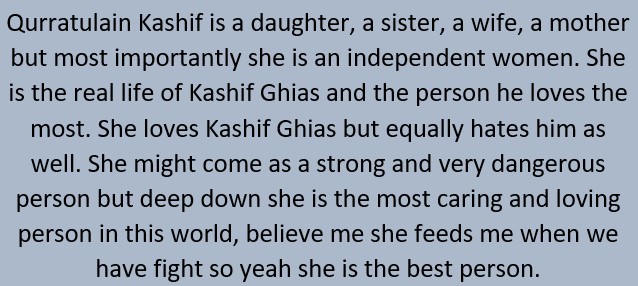 Qurratulain Kashif is a daughter, a sister, a wife, a mother
but most importantly she is an independent women. She
is the real life of Kashif Ghias and the person he loves the
most. She loves Kashif Ghias but equally hates him as
well. She might come as a strong and very dangerous
person but deep down she is the most caring and loving
person in this world, believe me she feeds me when we
have fight so yeah she is the best person.